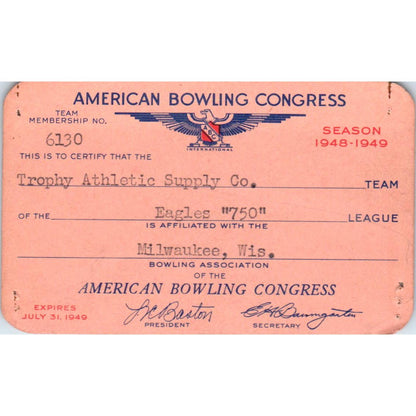 AMERICAN BOWLING CONGRESS
TEAM
MEMBERSHIP NO.
6130
ABC
INTERNATIONAL
SEASON
1948-1949
THIS IS TO CERTIFY THAT THE
Trophy Athletic Supply Co. TEAM
OF THE Eagles "750" LEAGUE
IS AFFILIATED WITH THE
Milwaukee, Wis.
BOWLING ASSOCIATION
OF THE
AMERICAN BOWLING CONGRESS
EXPIRES
JULY 31, 1949
L C Baston
PRESIDENT
E H Baumgarten
SECRETARY